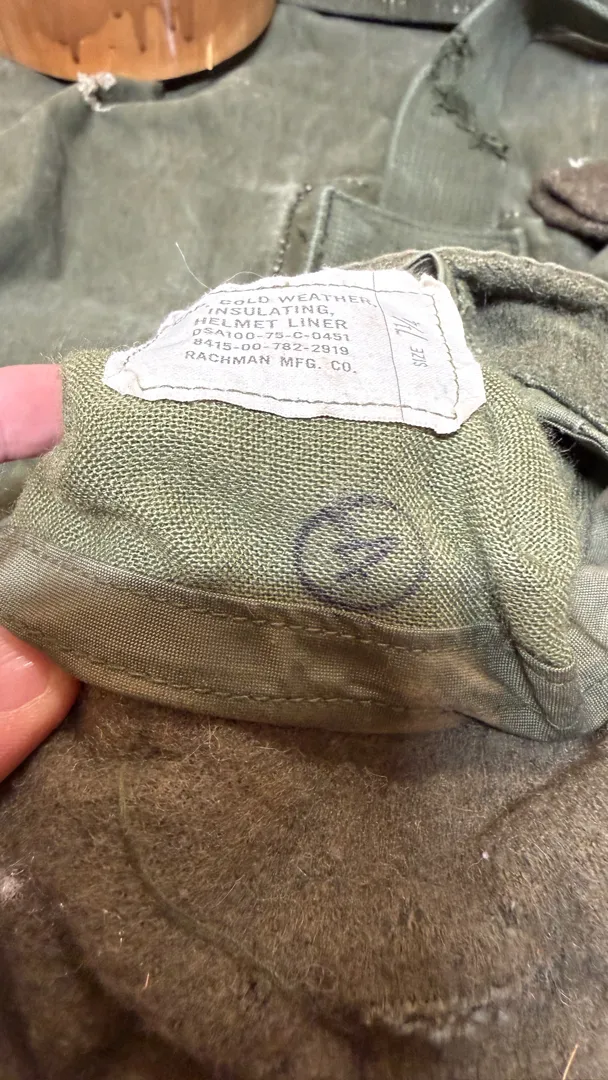 COLD WEATHER,
INSULATING,
HELMET LINER
DSA100-75-C-0451
8415-00-782-2919
RACHMAN MFG. CO.
SIZE 7¼